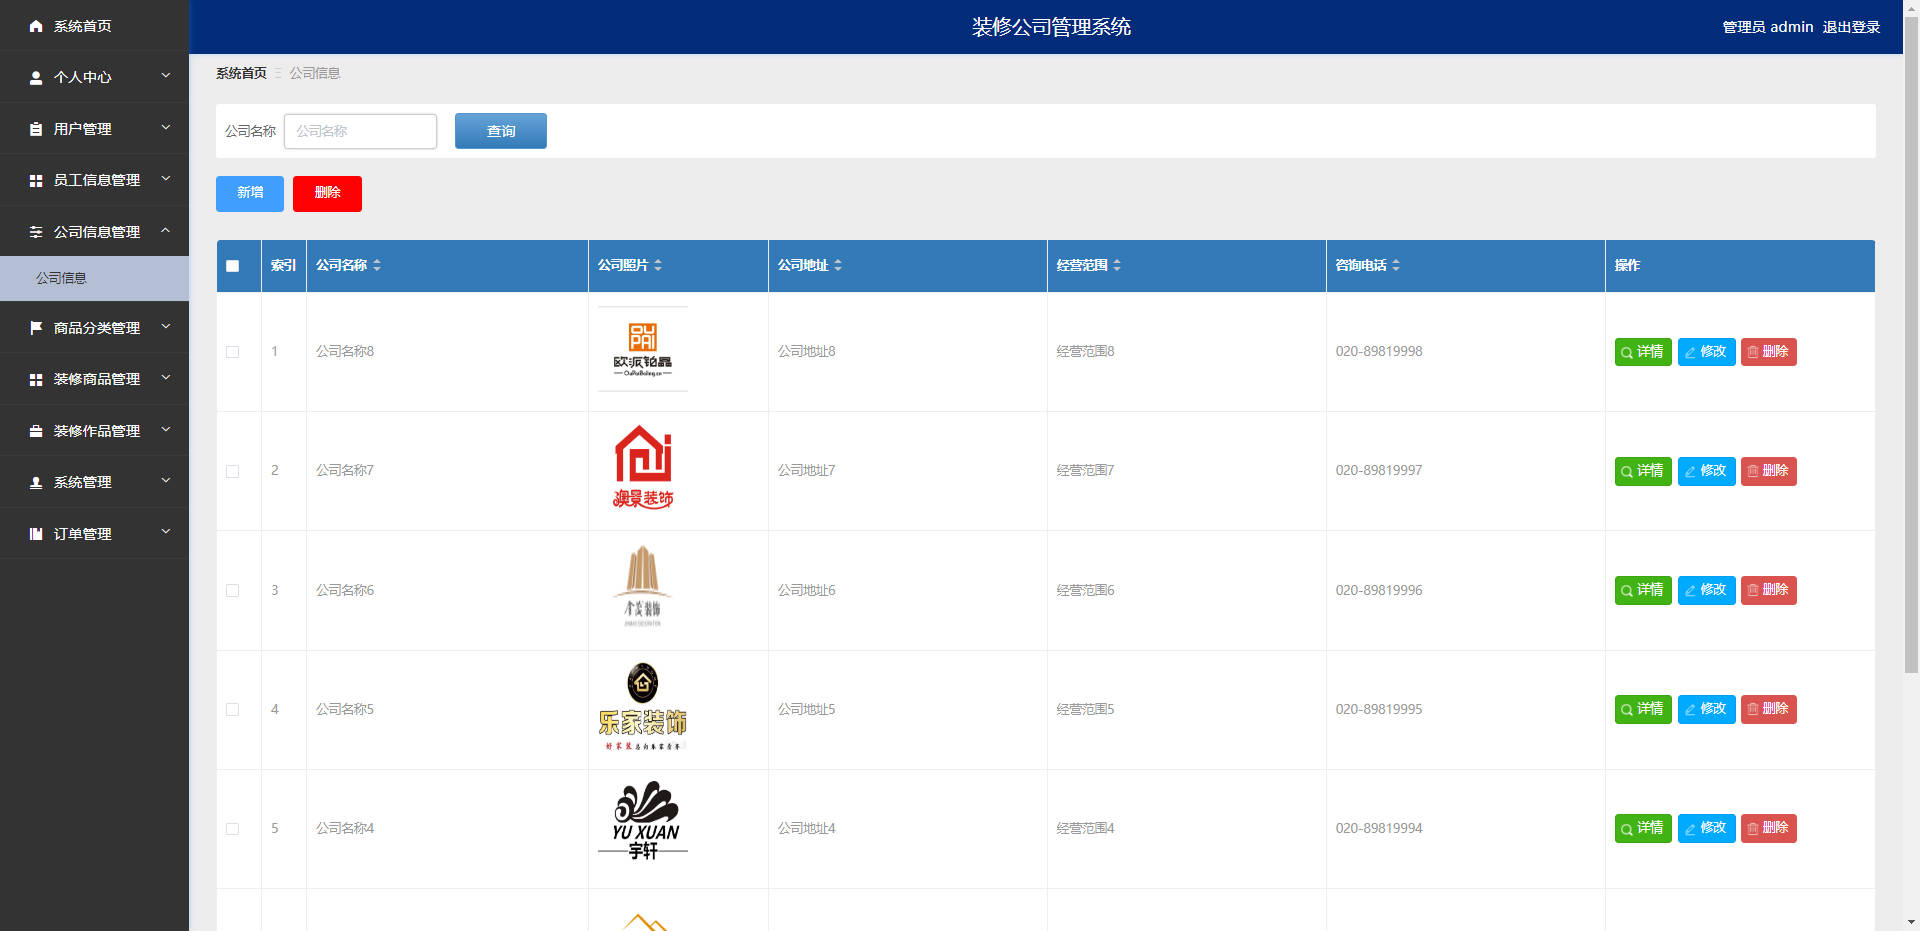 系统首页
个人中心
用户管理
员工信息管理
公司信息管理
公司信息
商品分类管理
装修商品管理
装修作品管理
系统管理
订单管理
装修公司管理系统
管理员 admin 退出登录
系统首页 公司信息
公司名称 公司名称 查询
新增 删除
索引 公司名称 公司照片 公司地址 经营范围 咨询电话 操作
OUPAI
欧派铂晶
1 公司名称8 公司地址8 经营范围8 020-89819998 详情 修改 删除
2 公司名称7 公司地址7 经营范围7 020-89819997 详情 修改 删除
澳景装饰
3 公司名称6 公司地址6 经营范围6 020-89819996 详情 修改 删除
装饰
4 公司名称5 公司地址5 经营范围5 020-89819995 详情 修改 删除
乐家装饰
5 公司名称4 公司地址4 经营范围4 020-89819994 详情 修改 删除
YU XUAN
宇轩